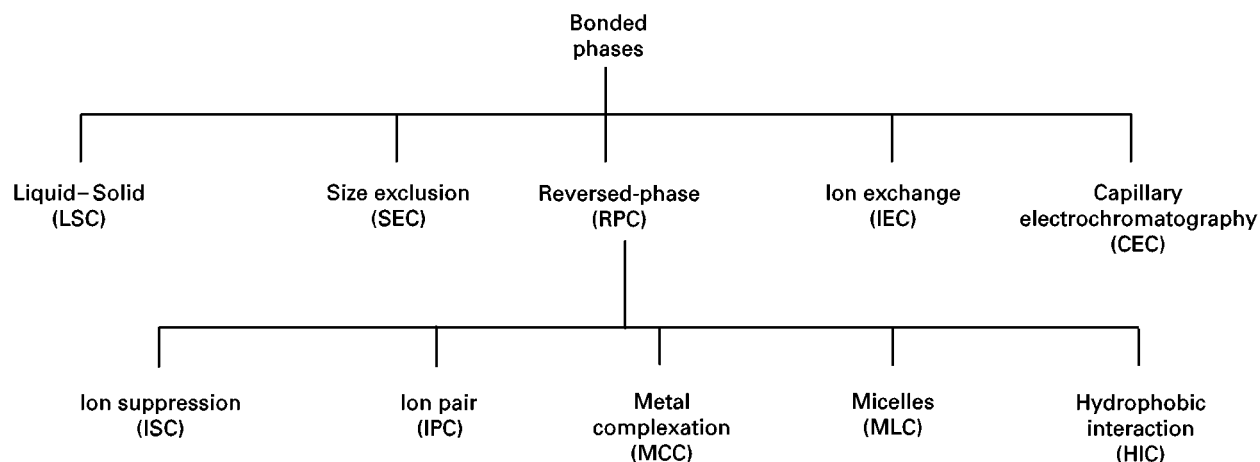 Bonded
phases
Liquid–Solid
(LSC)
Size exclusion
(SEC)
Reversed-phase
(RPC)
Ion exchange
(IEC)
Capillary
electrochromatography
(CEC)
Ion suppression
(ISC)
Ion pair
(IPC)
Metal
complexation
(MCC)
Micelles
(MLC)
Hydrophobic
interaction
(HIC)